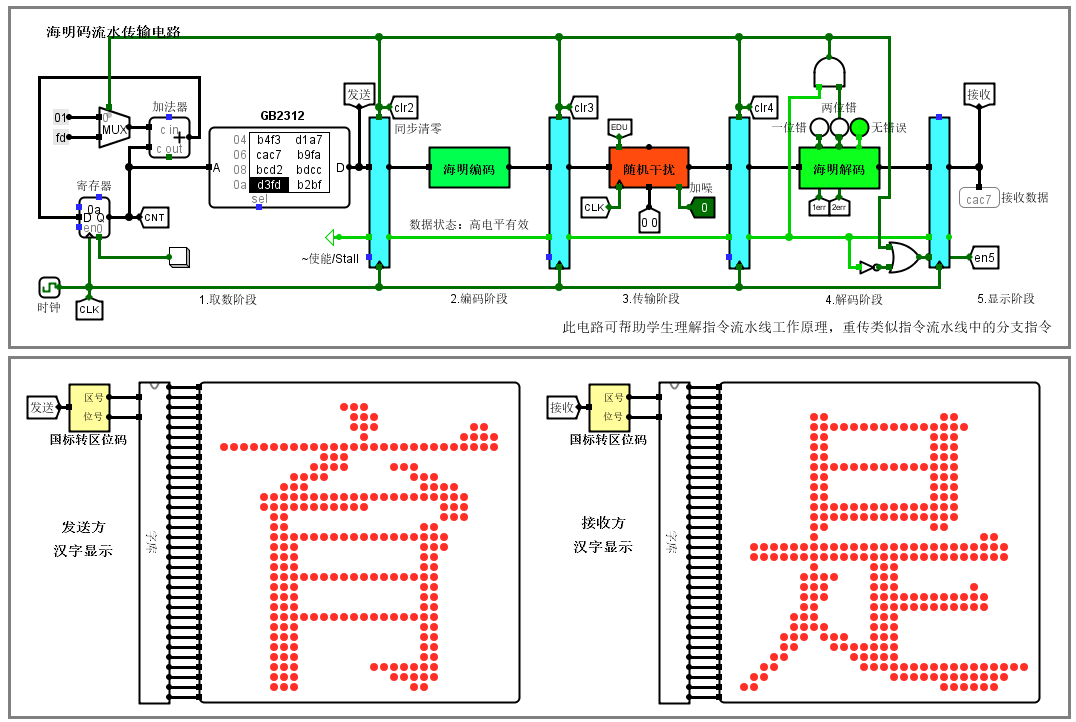 海明码流水传输电路
发送
clr2
clr3
clr4
接收
加法器
01
0
fd
MUX
c in
+
c out
GB2312
04 b4f3 d1a7
06 cac7 b9fa
08 bcd2 bdcc
0a d3fd b2bf
A
D
sel
同步清零
EDU
两位错
一位错
无错误
海明编码
随机干扰
海明解码
寄存器
0a
D Q
en0
CNT
CLK
0 0
加噪
0
1err
2err
cac7
接收数据
数据状态：高电平有效
~使能/Stall
en5
时钟
CLK
1.取数阶段
2.编码阶段
3.传输阶段
4.解码阶段
5.显示阶段
此电路可帮助学生理解指令流水线工作原理，重传类似指令流水线中的分支指令
发送
区号
位号
国标转区位码
发送方
汉字显示
字库
育
接收
区号
位号
国标转区位码
接收方
汉字显示
字库
是